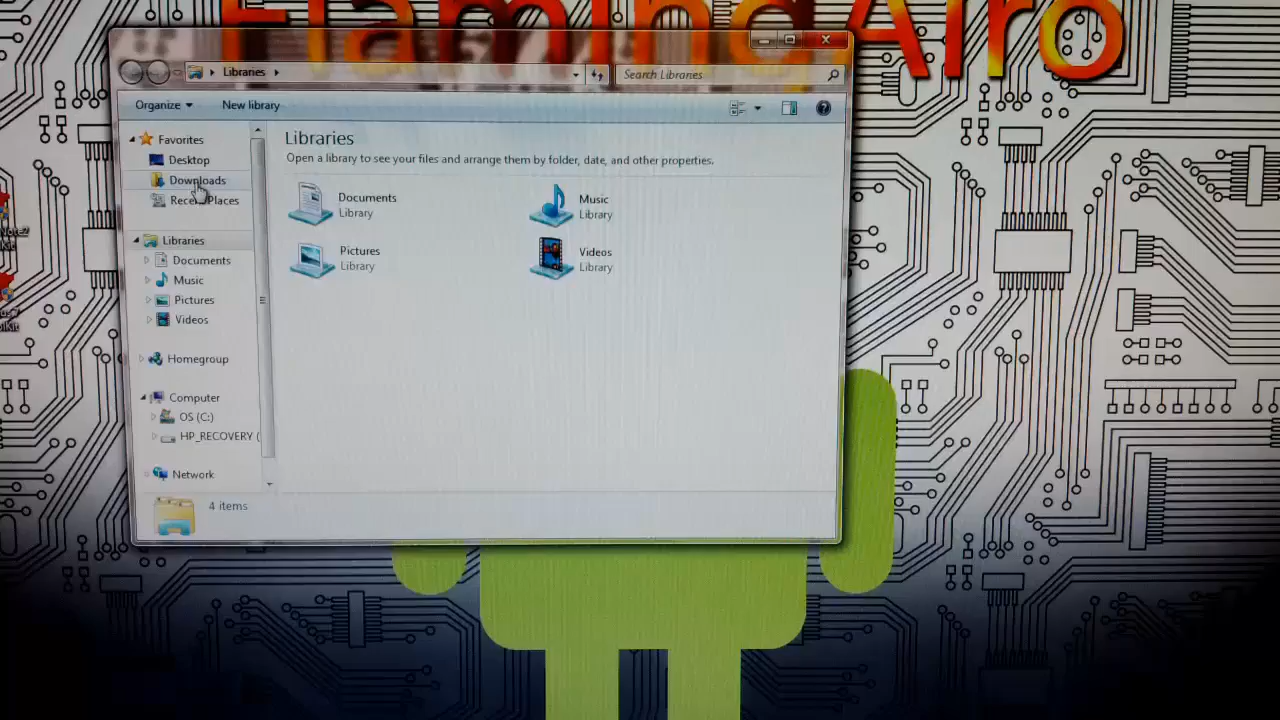 FlamingAiro
Libraries
Search Libraries
Organize
New library
Favorites
Desktop
Downloads
Recent Places
Libraries
Documents
Music
Pictures
Videos
Homegroup
Computer
OS (C:)
HP_RECOVERY (
Network
Libraries
Open a library to see your files and arrange them by folder, date, and other properties.
Documents
Library
Music
Library
Pictures
Library
Videos
Library
4 items